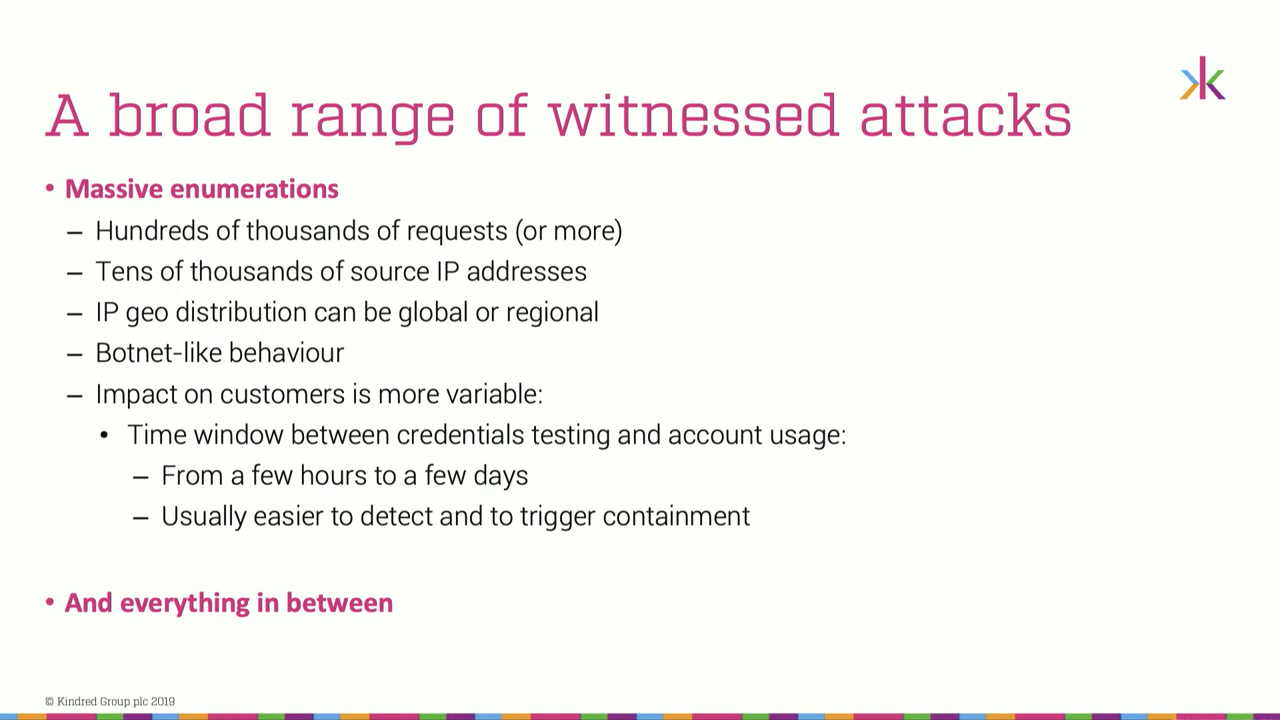 A broad range of witnessed attacks
• Massive enumerations
– Hundreds of thousands of requests (or more)
– Tens of thousands of source IP addresses
– IP geo distribution can be global or regional
– Botnet-like behaviour
– Impact on customers is more variable:
• Time window between credentials testing and account usage:
– From a few hours to a few days
– Usually easier to detect and to trigger containment
• And everything in between
© Kindred Group plc 2019